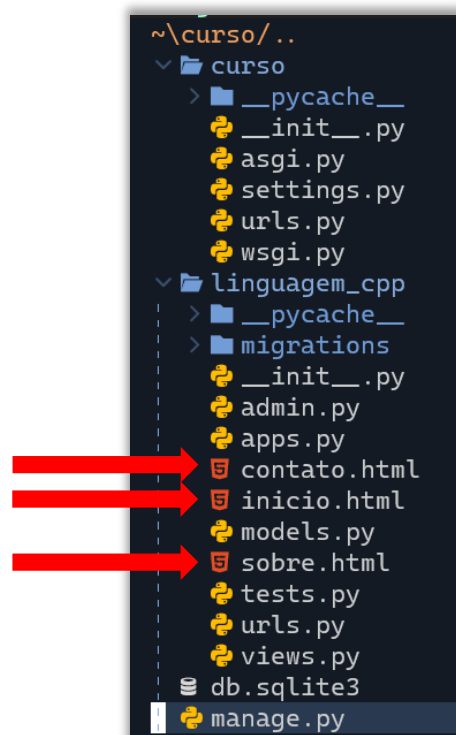 ~\curso/..
curso
__pycache__
__init__.py
asgi.py
settings.py
urls.py
wsgi.py
linguagem_cpp
__pycache__
migrations
__init__.py
admin.py
apps.py
contato.html
inicio.html
models.py
sobre.html
tests.py
urls.py
views.py
db.sqlite3
manage.py